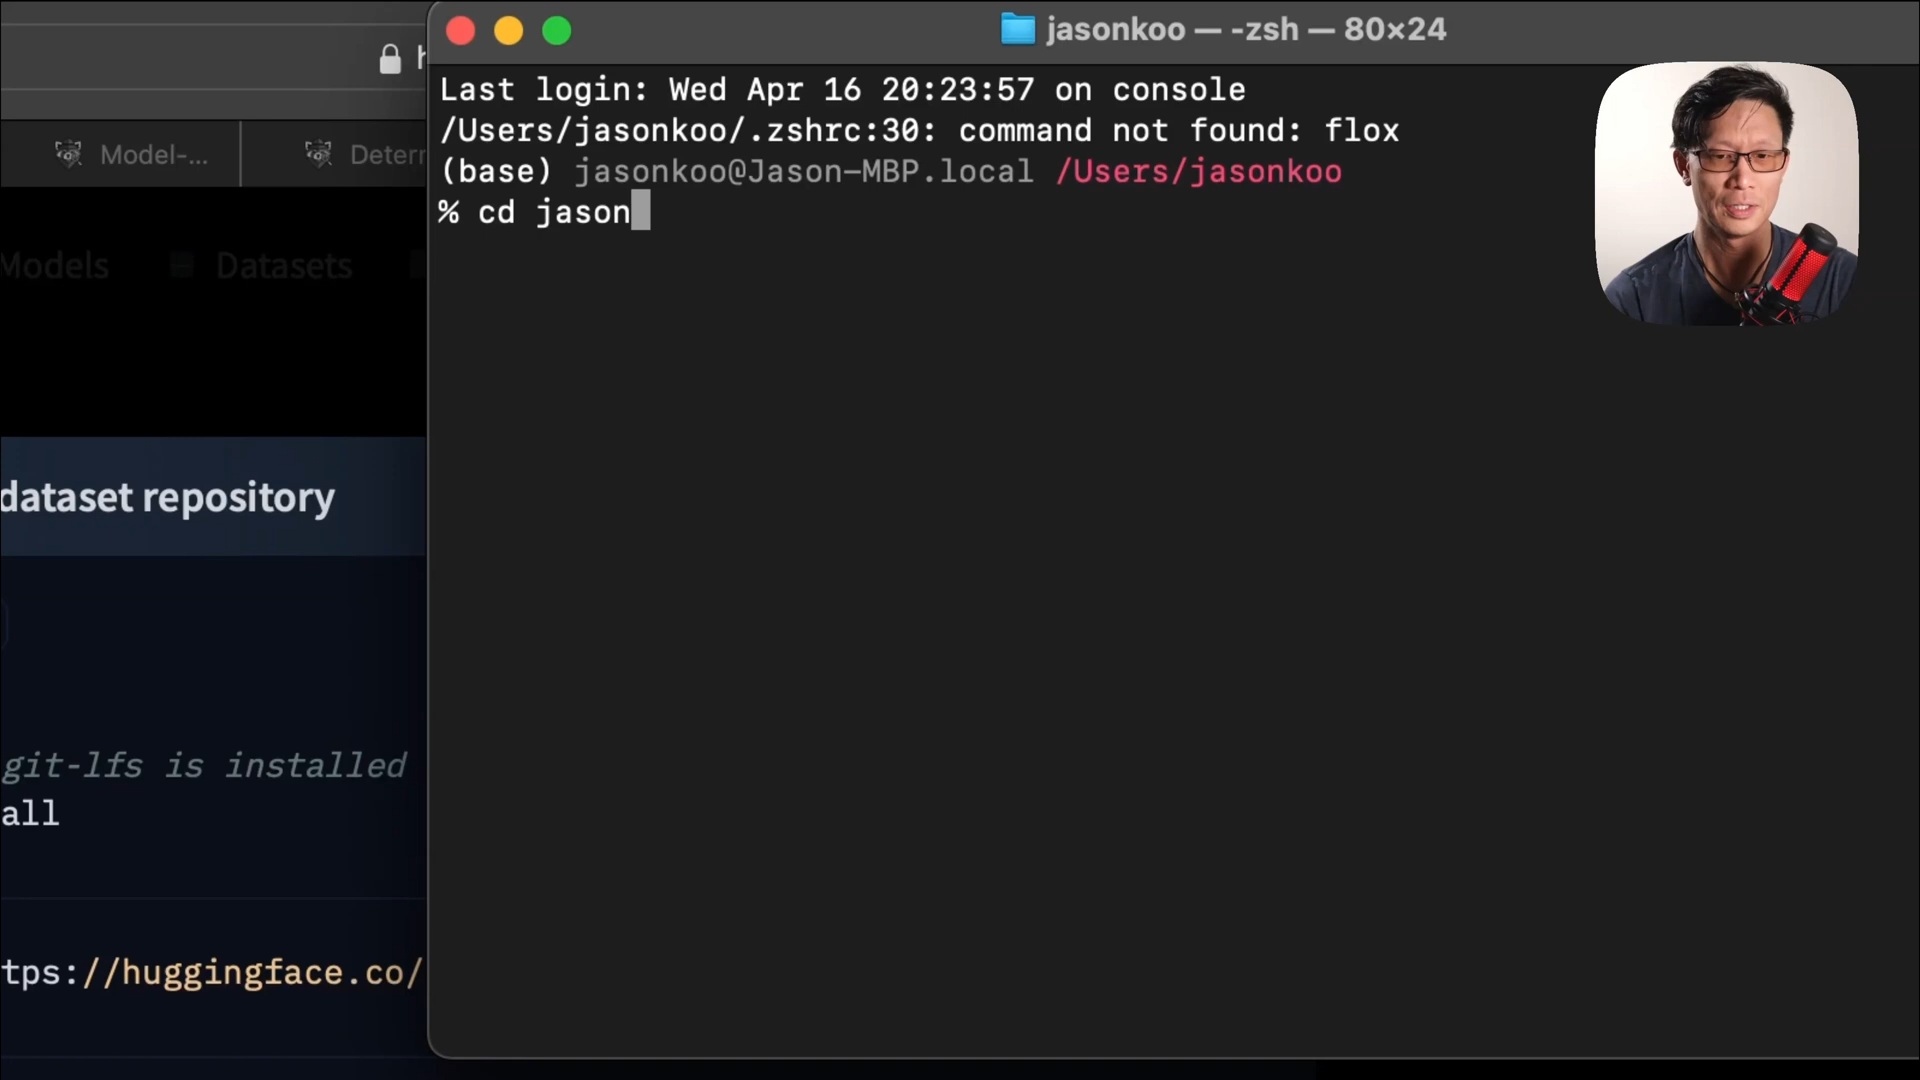 jasonkoo — -zsh — 80×24
Last login: Wed Apr 16 20:23:57 on console
/Users/jasonkoo/.zshrc:30: command not found: flox
(base) jasonkoo@Jason-MBP.local /Users/jasonkoo
% cd jason
Model-...
Models
Datasets
dataset repository
git-lfs is installed
all
tps://huggingface.co/